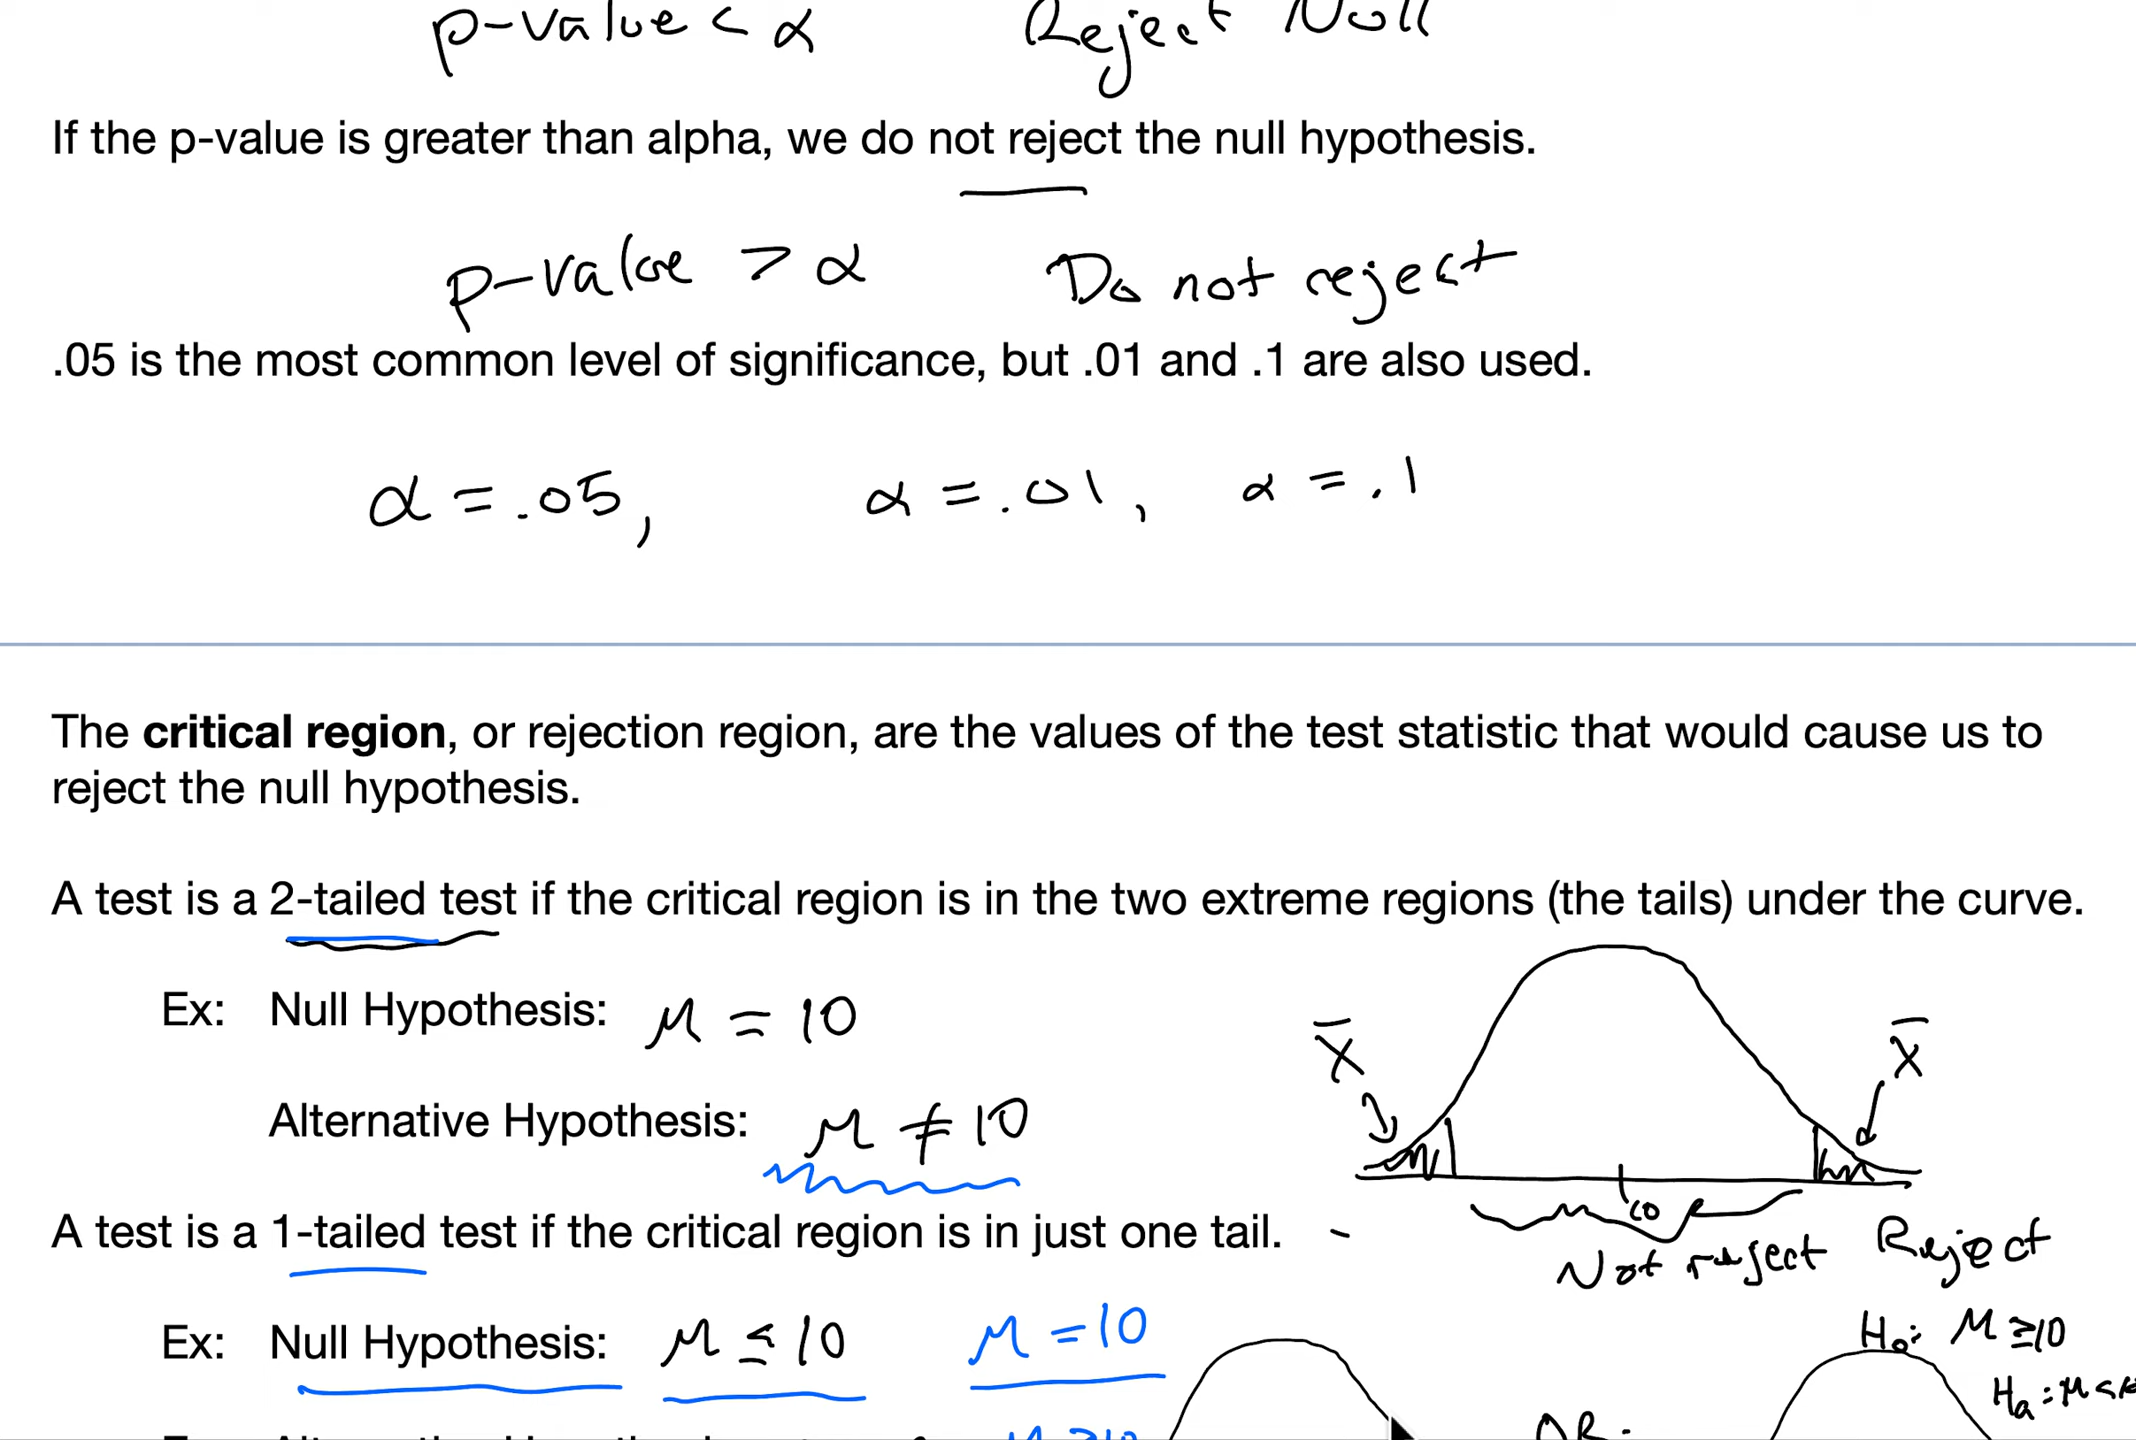 p-value < α Reject Null
If the p-value is greater than alpha, we do not reject the null hypothesis.
p-value > α Do not reject
.05 is the most common level of significance, but .01 and .1 are also used.
α = .05, α = .01, α = .1
The critical region, or rejection region, are the values of the test statistic that would cause us to
reject the null hypothesis.
A test is a 2-tailed test if the critical region is in the two extreme regions (the tails) under the curve.
Ex: Null Hypothesis: μ = 10
x̄ x̄
Alternative Hypothesis: μ ≠ 10
10
A test is a 1-tailed test if the critical region is in just one tail.
Not reject Reject
Ex: Null Hypothesis: μ ≤ 10 μ = 10
H₀: μ ≥ 10
Hₐ: μ <
OR: